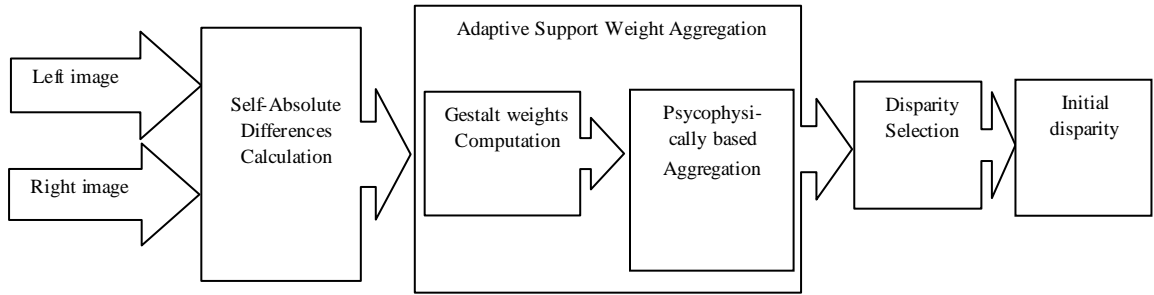 Left image
Right image
Self-Absolute
Differences
Calculation
Adaptive Support Weight Aggregation
Gestalt weights
Computation
Psycophysi-
cally based
Aggregation
Disparity
Selection
Initial
disparity